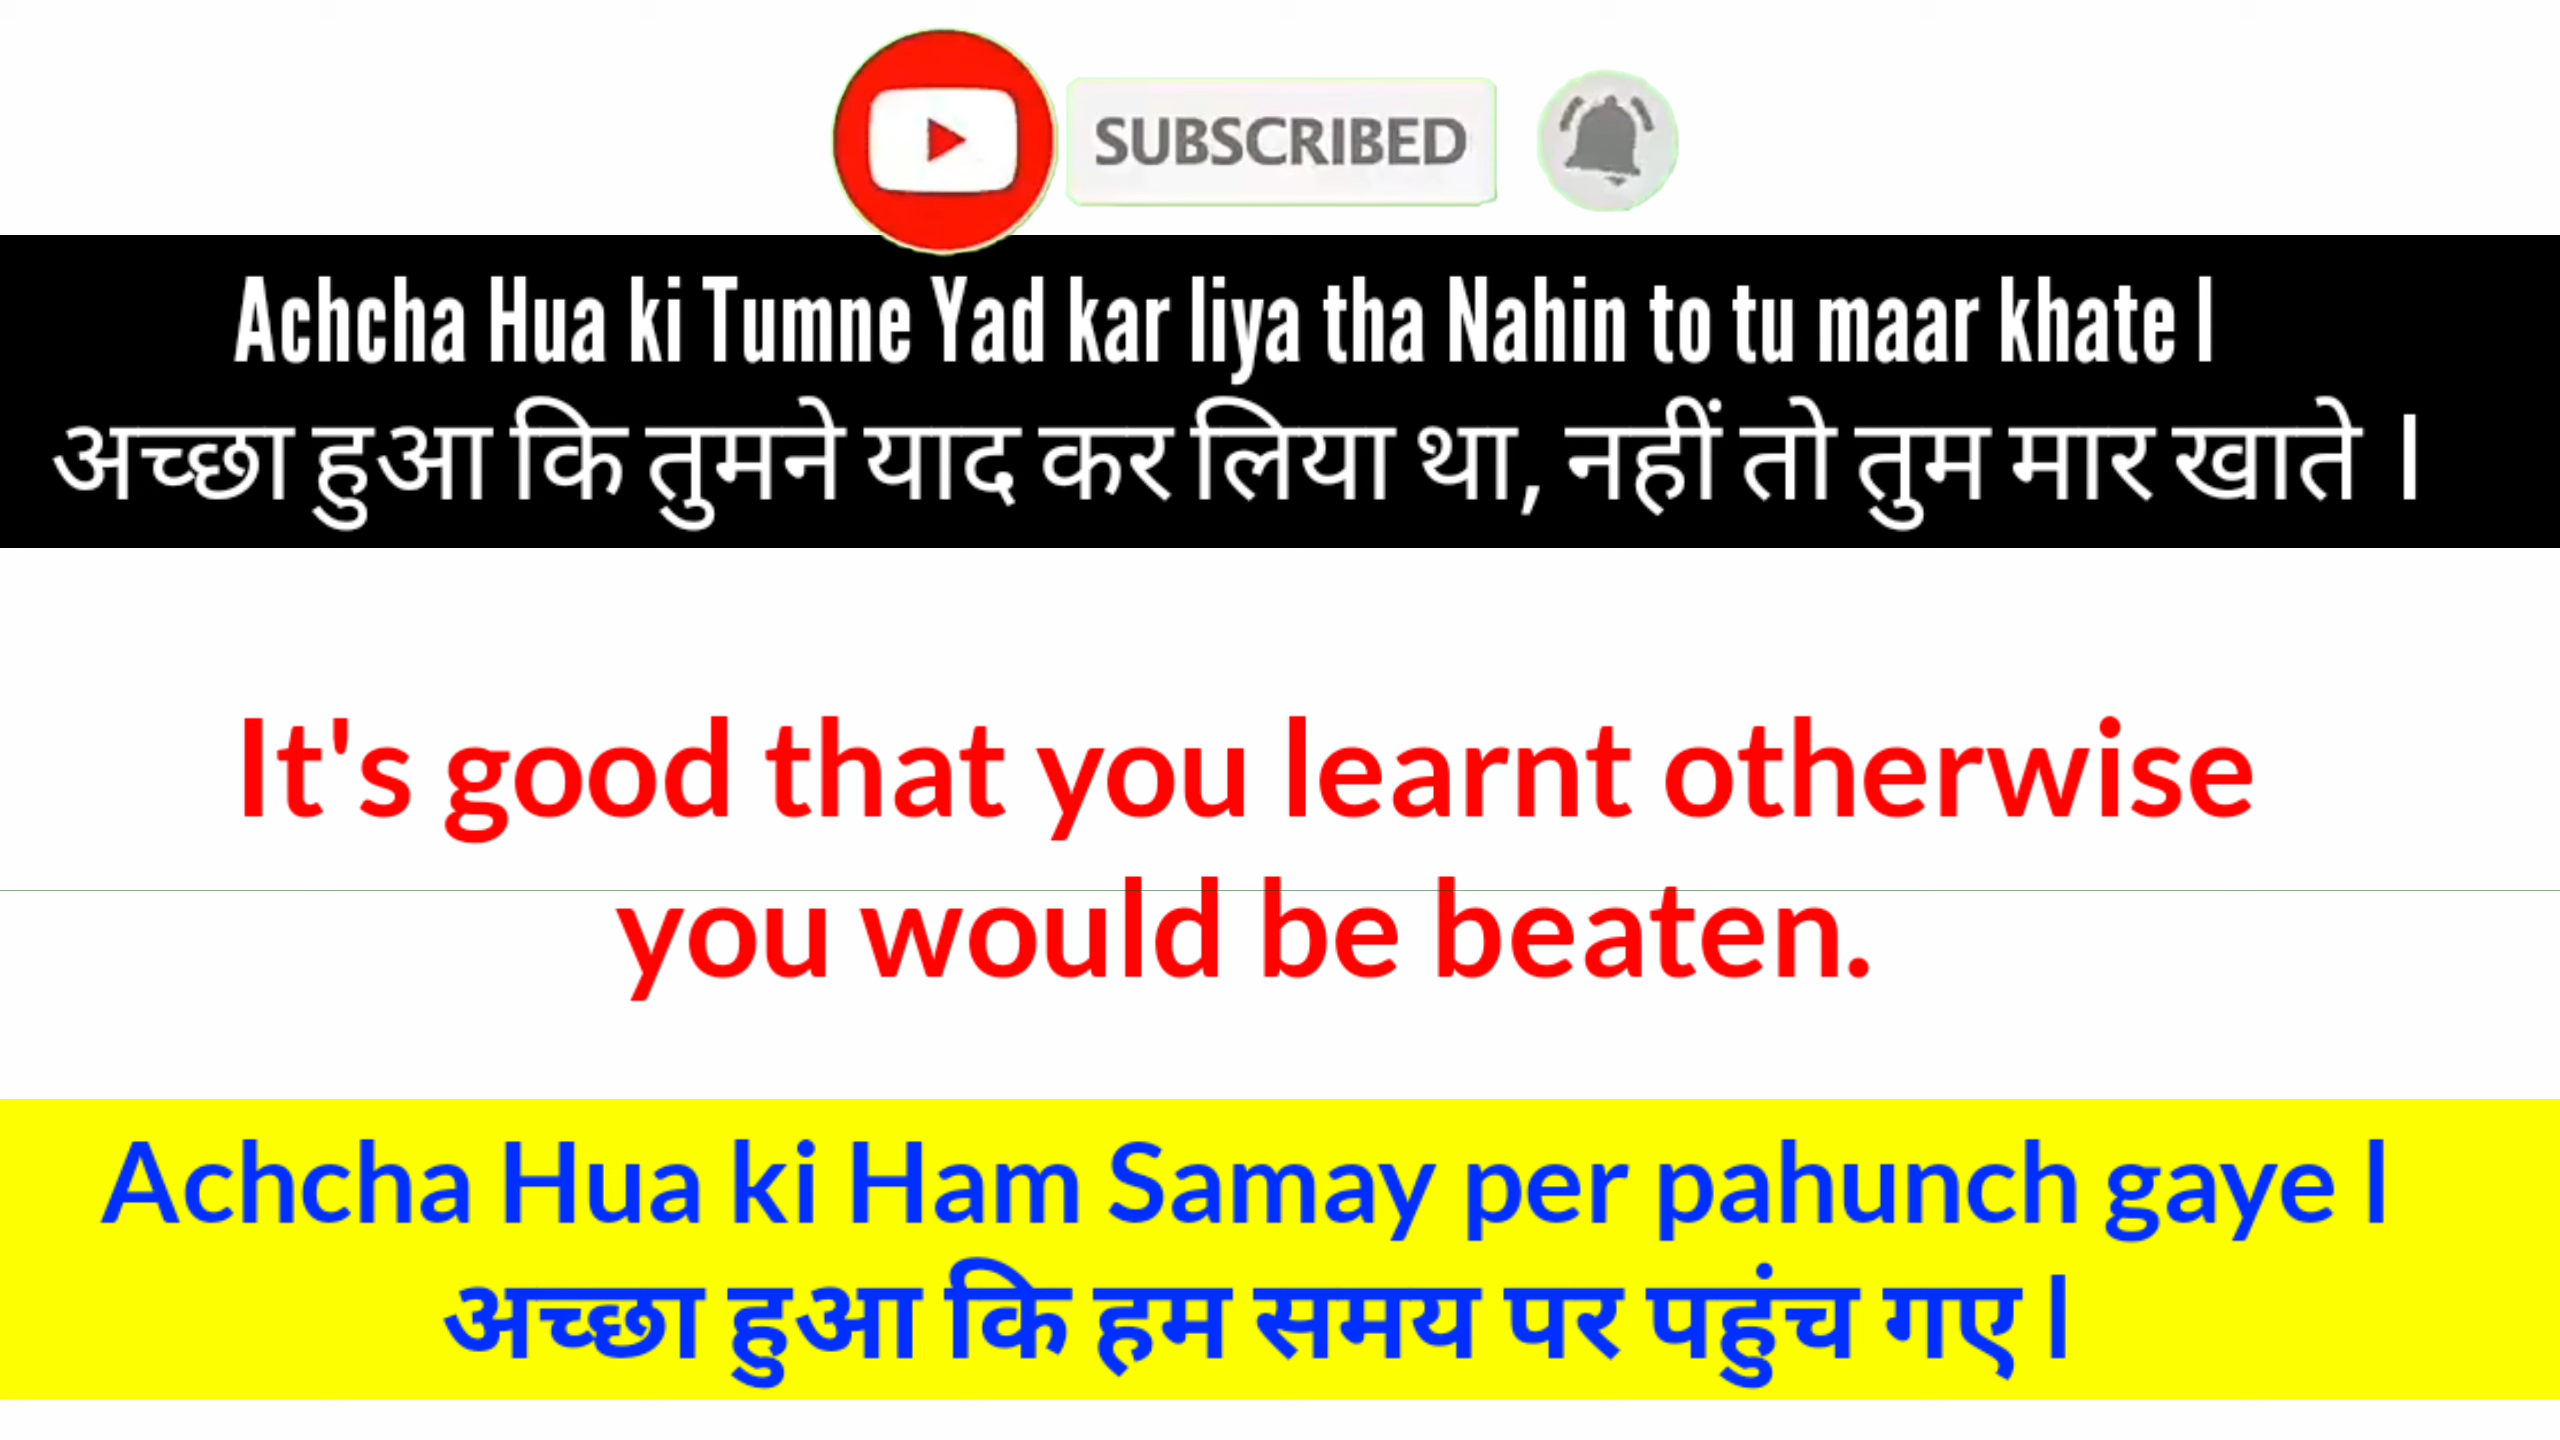 SUBSCRIBED
Achcha Hua ki Tumne Yad kar liya tha Nahin to tu maar khate l
अच्छा हुआ कि तुमने याद कर लिया था, नहीं तो तुम मार खाते ।
It's good that you learnt otherwise
you would be beaten.
Achcha Hua ki Ham Samay per pahunch gaye l
अच्छा हुआ कि हम समय पर पहुंच गए ।